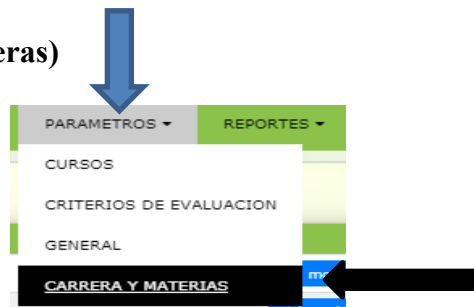 eras)
PARAMETROS REPORTES
CURSOS
CRITERIOS DE EVALUACION
GENERAL
CARRERA Y MATERIAS